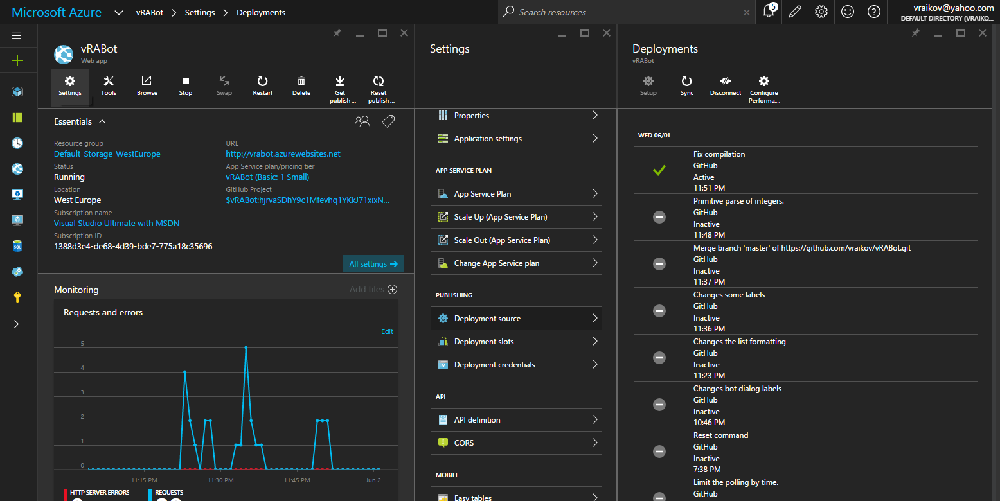 Microsoft Azure
vRABot
Settings
Deployments
Search resources
5
vraikov@yahoo.com
DEFAULT DIRECTORY (VRAIKO...
vRABot
Web app
Settings
Tools
Browse
Stop
Swap
Restart
Delete
Get
publish ...
Reset
publish ...
Essentials
Resource group
Default-Storage-WestEurope
Status
Running
Location
West Europe
Subscription name
Visual Studio Ultimate with MSDN
Subscription ID
1388d3e4-de68-4d39-bde7-775a18c35696
URL
http://vrabot.azurewebsites.net
App Service plan/pricing tier
vRABot (Basic: 1 Small)
GitHub Project
$vRABot:hjrvaSDhY9c1Mfevhq1YKkJ71xixN...
All settings
Monitoring
Add tiles
Requests and errors
Edit
5
4
3
2
1
0
11:15 PM
11:30 PM
11:45 PM
Jun 2
HTTP SERVER ERRORS
REQUESTS
Settings
Properties
Application settings
APP SERVICE PLAN
App Service Plan
Scale Up (App Service Plan)
Scale Out (App Service Plan)
Change App Service plan
PUBLISHING
Deployment source
Deployment slots
Deployment credentials
API
API definition
CORS
MOBILE
Easy tables
Deployments
vRABot
Setup
Sync
Disconnect
Configure
Performa...
WED 06/01
Fix compilation
GitHub
Active
11:51 PM
Primitive parse of integers.
GitHub
Inactive
11:48 PM
Merge branch 'master' of https://github.com/vraikov/vRABot.git
GitHub
Inactive
11:37 PM
Changes some labels
GitHub
Inactive
11:36 PM
Changes the list formatting
GitHub
Inactive
11:23 PM
Changes bot dialog labels
GitHub
Inactive
10:46 PM
Reset command
GitHub
Inactive
7:38 PM
Limit the polling by time.
GitHub
SQL